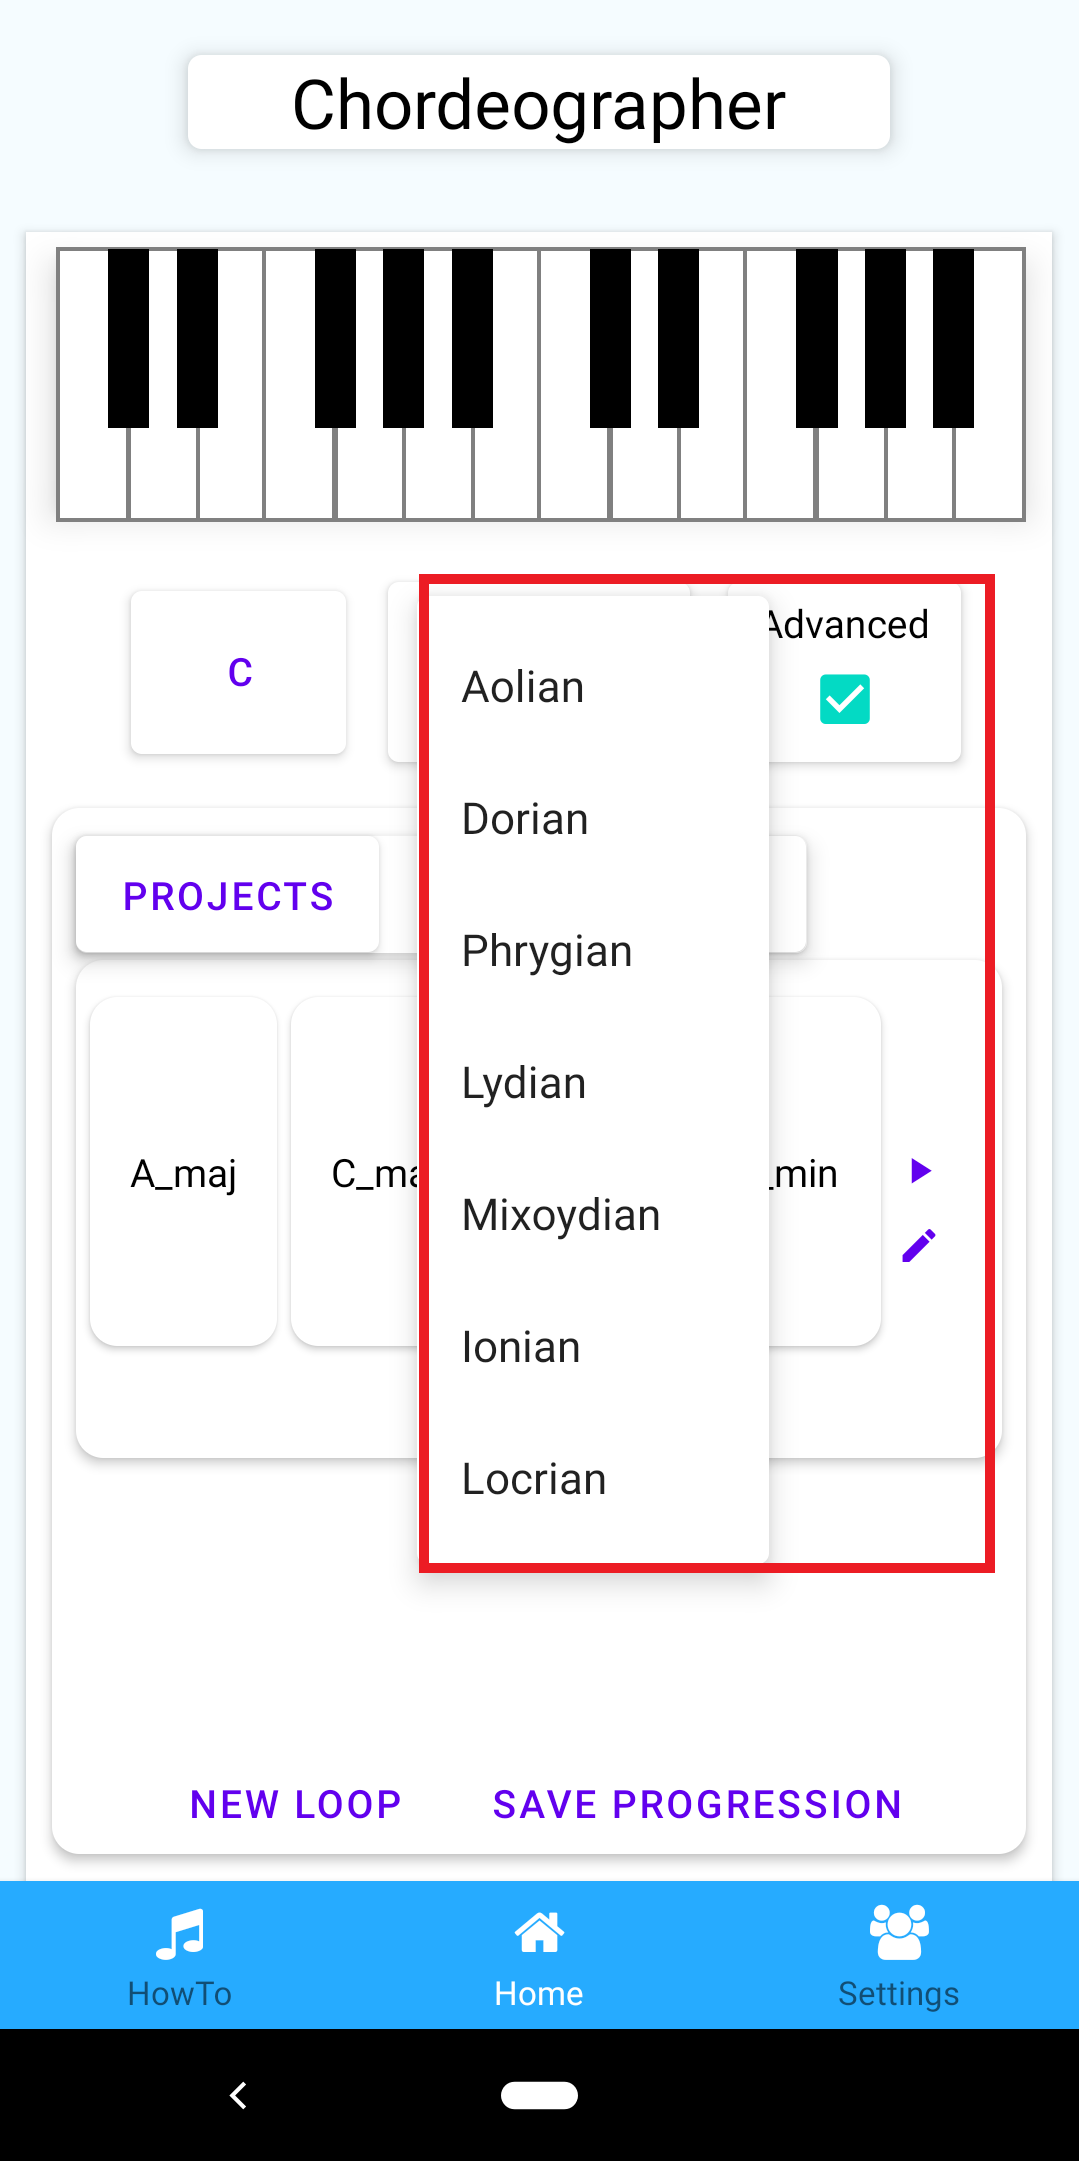 Chordeographer
C
Advanced
Aolian
Dorian
Phrygian
Lydian
Mixoydian
Ionian
Locrian
PROJECTS
A_maj
C_ma
_min
NEW LOOP
SAVE PROGRESSION
HowTo
Home
Settings